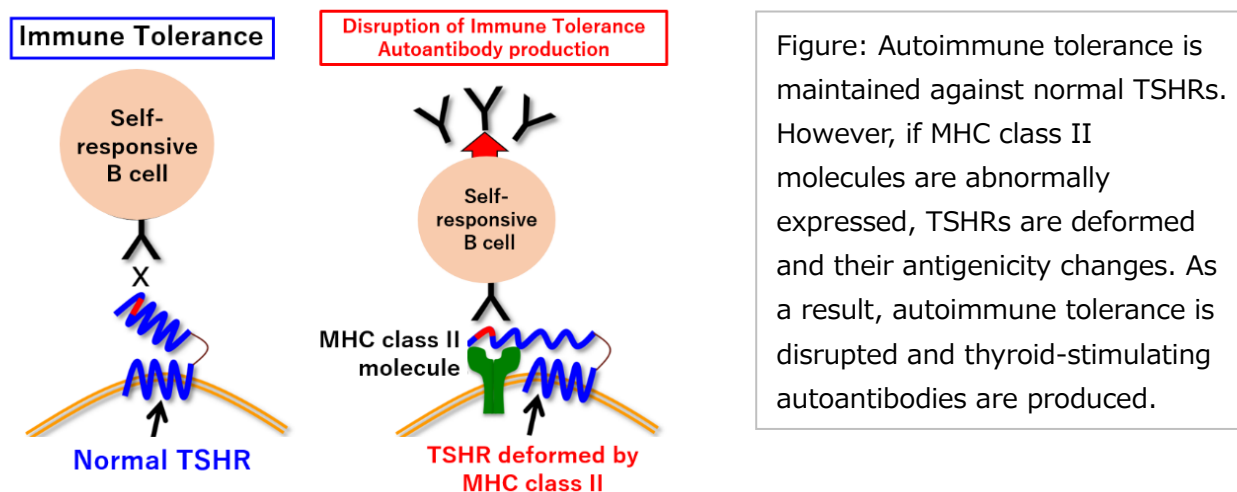 Immune Tolerance
Self-
responsive
B cell
X
Normal TSHR
Disruption of Immune Tolerance
Autoantibody production
Self-
responsive
B cell
MHC class II
molecule
TSHR deformed by
MHC class II
Figure: Autoimmune tolerance is
maintained against normal TSHRs.
However, if MHC class II
molecules are abnormally
expressed, TSHRs are deformed
and their antigenicity changes. As
a result, autoimmune tolerance is
disrupted and thyroid-stimulating
autoantibodies are produced.